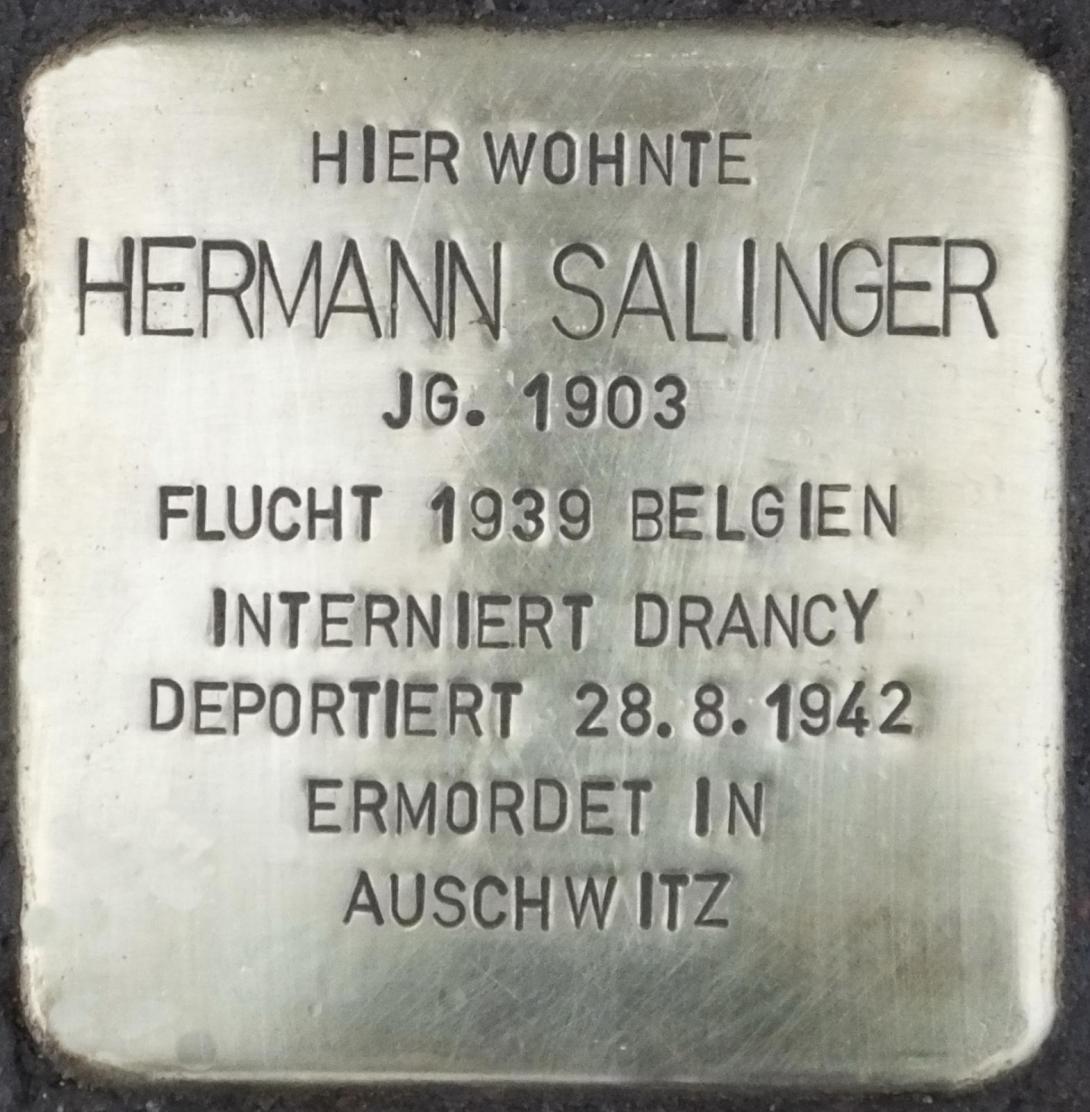 HIER WOHNTE
HERMANN SALINGER
JG. 1903
FLUCHT 1939 BELGIEN
INTERNIERT DRANCY
DEPORTIERT 28.8.1942
ERMORDET IN
AUSCHWITZ